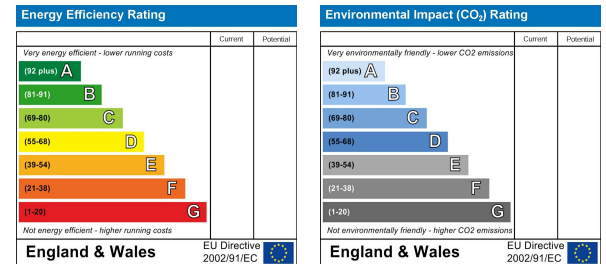 Energy Efficiency Rating
Current Potential
Very energy efficient - lower running costs
(92 plus) A
(81-91) B
(69-80) C
(55-68) D
(39-54) E
(21-38) F
(1-20) G
Not energy efficient - higher running costs
England & Wales
EU Directive
2002/91/EC
Environmental Impact (CO₂) Rating
Current Potential
Very environmentally friendly - lower CO2 emissions
(92 plus) A
(81-91) B
(69-80) C
(55-68) D
(39-54) E
(21-38) F
(1-20) G
Not environmentally friendly - higher CO2 emissions
England & Wales
EU Directive
2002/91/EC